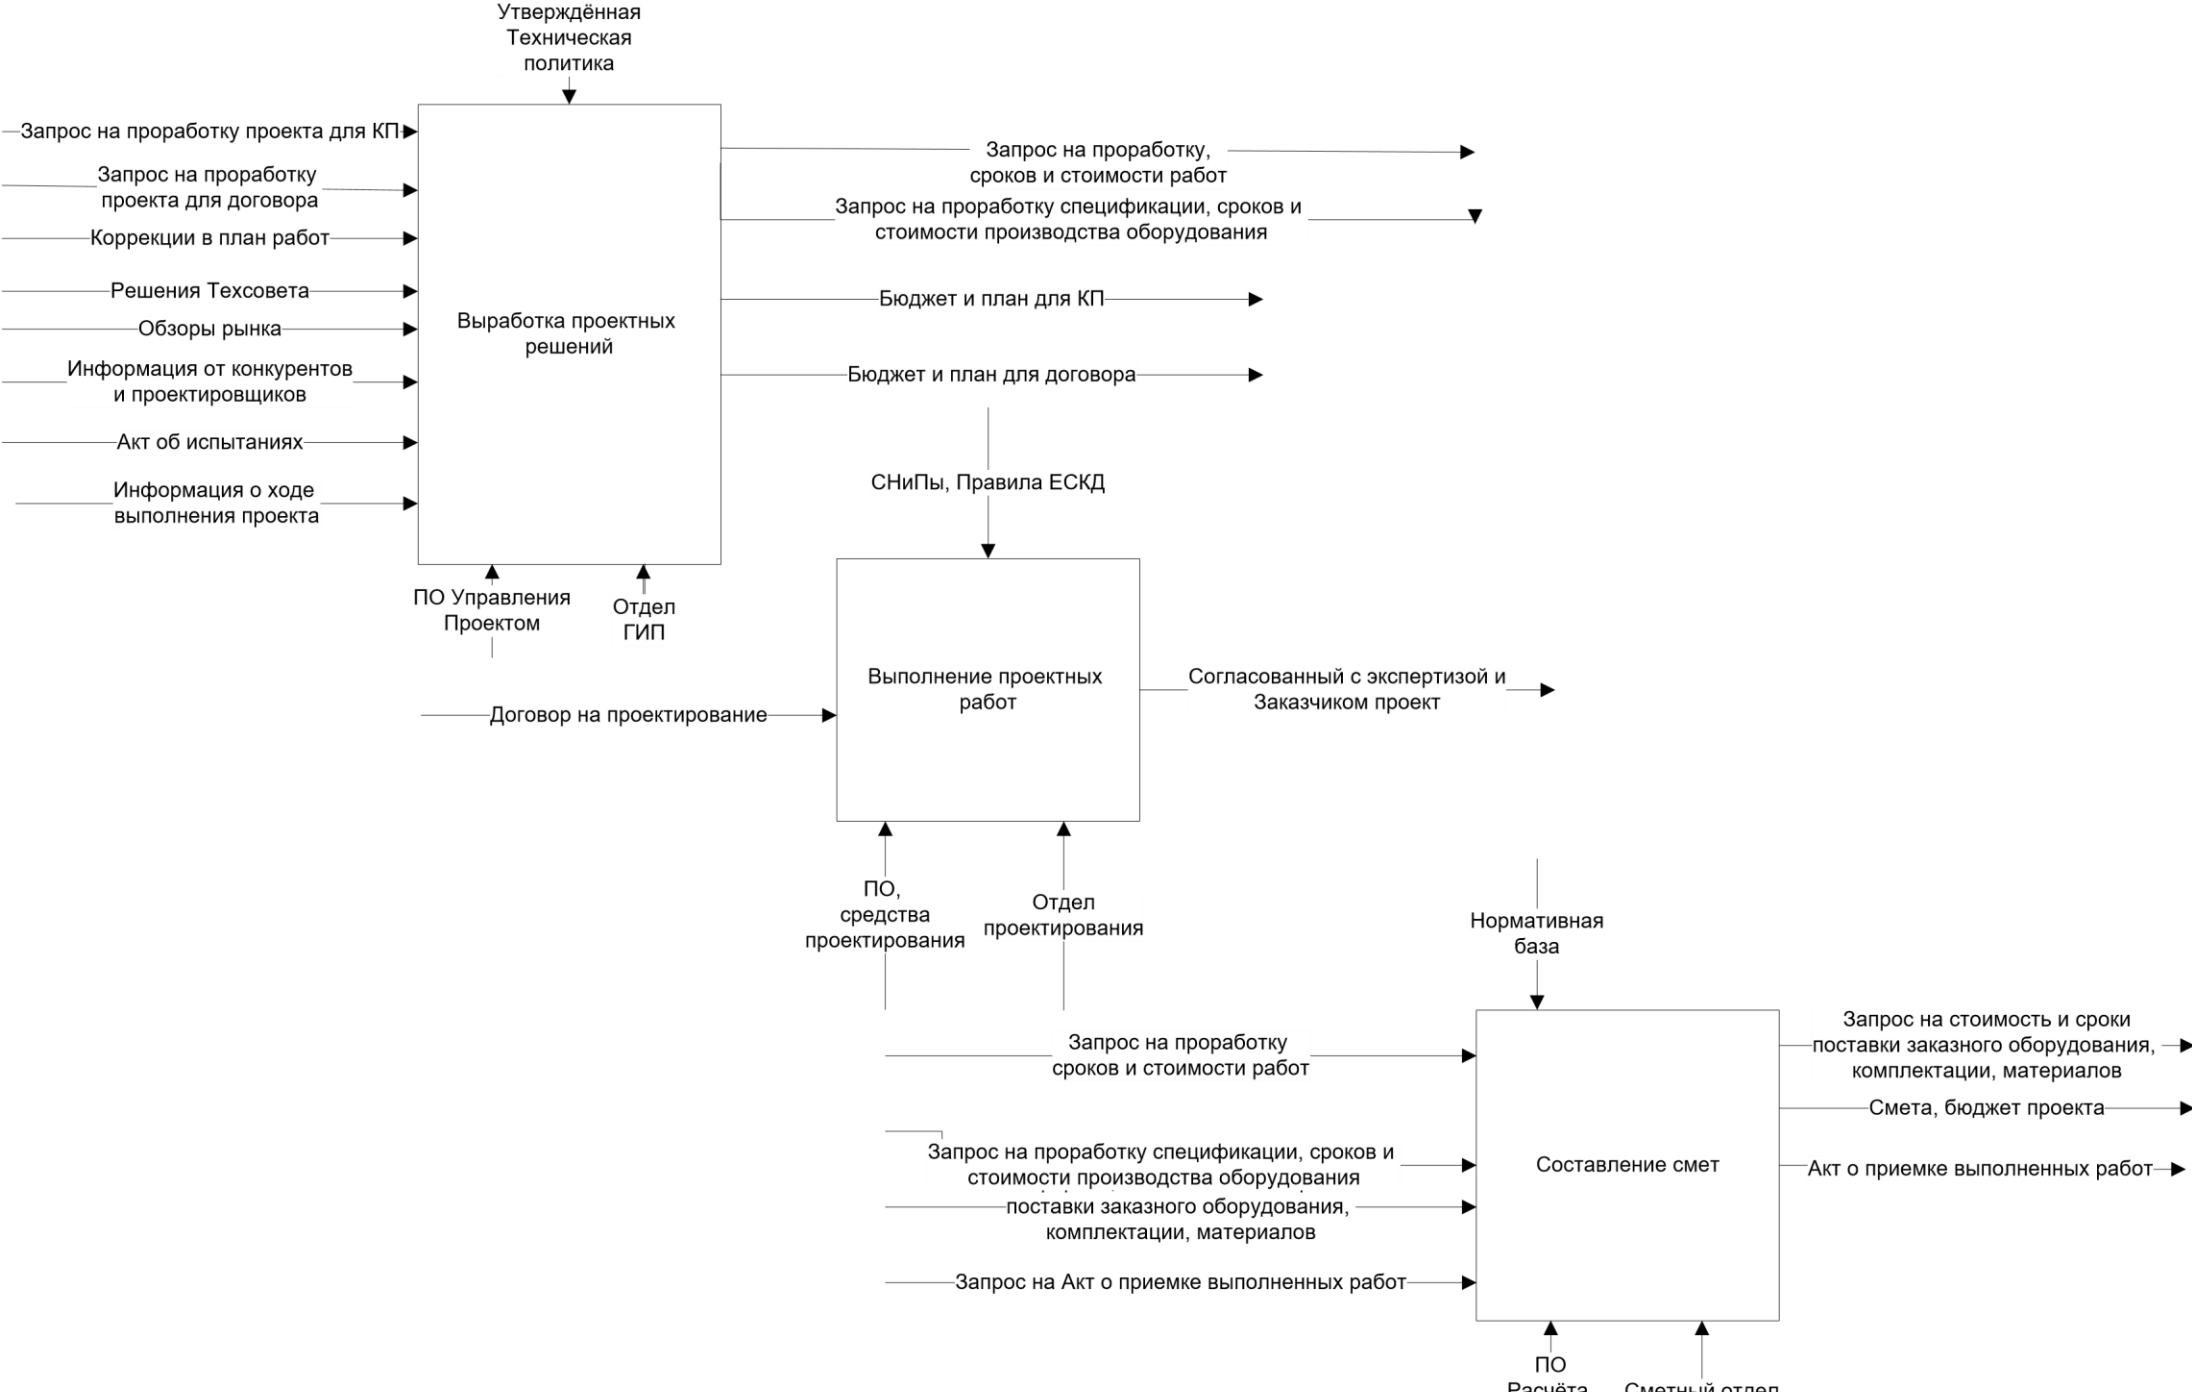 Утверждённая
Техническая
политика
Запрос на проработку проекта для КП
Запрос на проработку
проекта для договора
Коррекции в план работ
Решения Техсовета
Обзоры рынка
Информация от конкурентов
и проектировщиков
Акт об испытаниях
Информация о ходе
выполнения проекта
Выработка проектных
решений
Запрос на проработку,
сроков и стоимости работ
Запрос на проработку спецификации, сроков и
стоимости производства оборудования
Бюджет и план для КП
Бюджет и план для договора
СНиПы, Правила ЕСКД
ПО Управления
Проектом
Отдел
ГИП
Договор на проектирование
Выполнение проектных
работ
Согласованный с экспертизой и
Заказчиком проект
ПО,
средства
проектирования
Отдел
проектирования
Нормативная
база
Запрос на проработку
сроков и стоимости работ
Запрос на проработку спецификации, сроков и
стоимости производства оборудования
поставки заказного оборудования,
комплектации, материалов
Запрос на Акт о приемке выполненных работ
Составление смет
Запрос на стоимость и сроки
поставки заказного оборудования,
комплектации, материалов
Смета, бюджет проекта
Акт о приемке выполненных работ
ПО
Расчёта
Сметный отдел